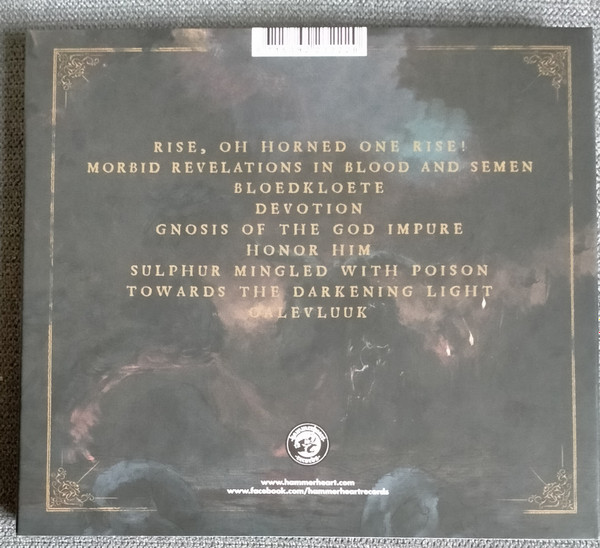 RISE, OH HORNED ONE RISE!
MORBID REVELATIONS IN BLOOD AND SEMEN
BLOEDKLOETE
DEVOTION
GNOSIS OF THE GOD IMPURE
HONOR HIM
SULPHUR MINGLED WITH POISON
TOWARDS THE DARKENING LIGHT
www.hammerheart.com
www.facebook.com/hammerheartrecords